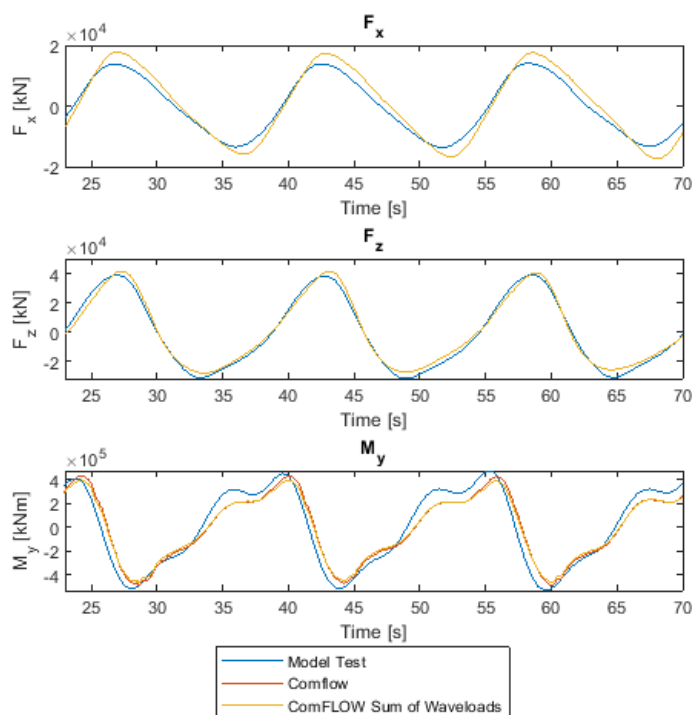 F_x
×10^4
2
0
-2
F_x [kN]
25 30 35 40 45 50 55 60 65 70
Time [s]
F_z
×10^4
4
2
0
-2
F_z [kN]
25 30 35 40 45 50 55 60 65 70
Time [s]
M_y
×10^5
4
2
0
-2
-4
M_y [kNm]
25 30 35 40 45 50 55 60 65 70
Time [s]
Model Test
Comflow
ComFLOW Sum of Waveloads